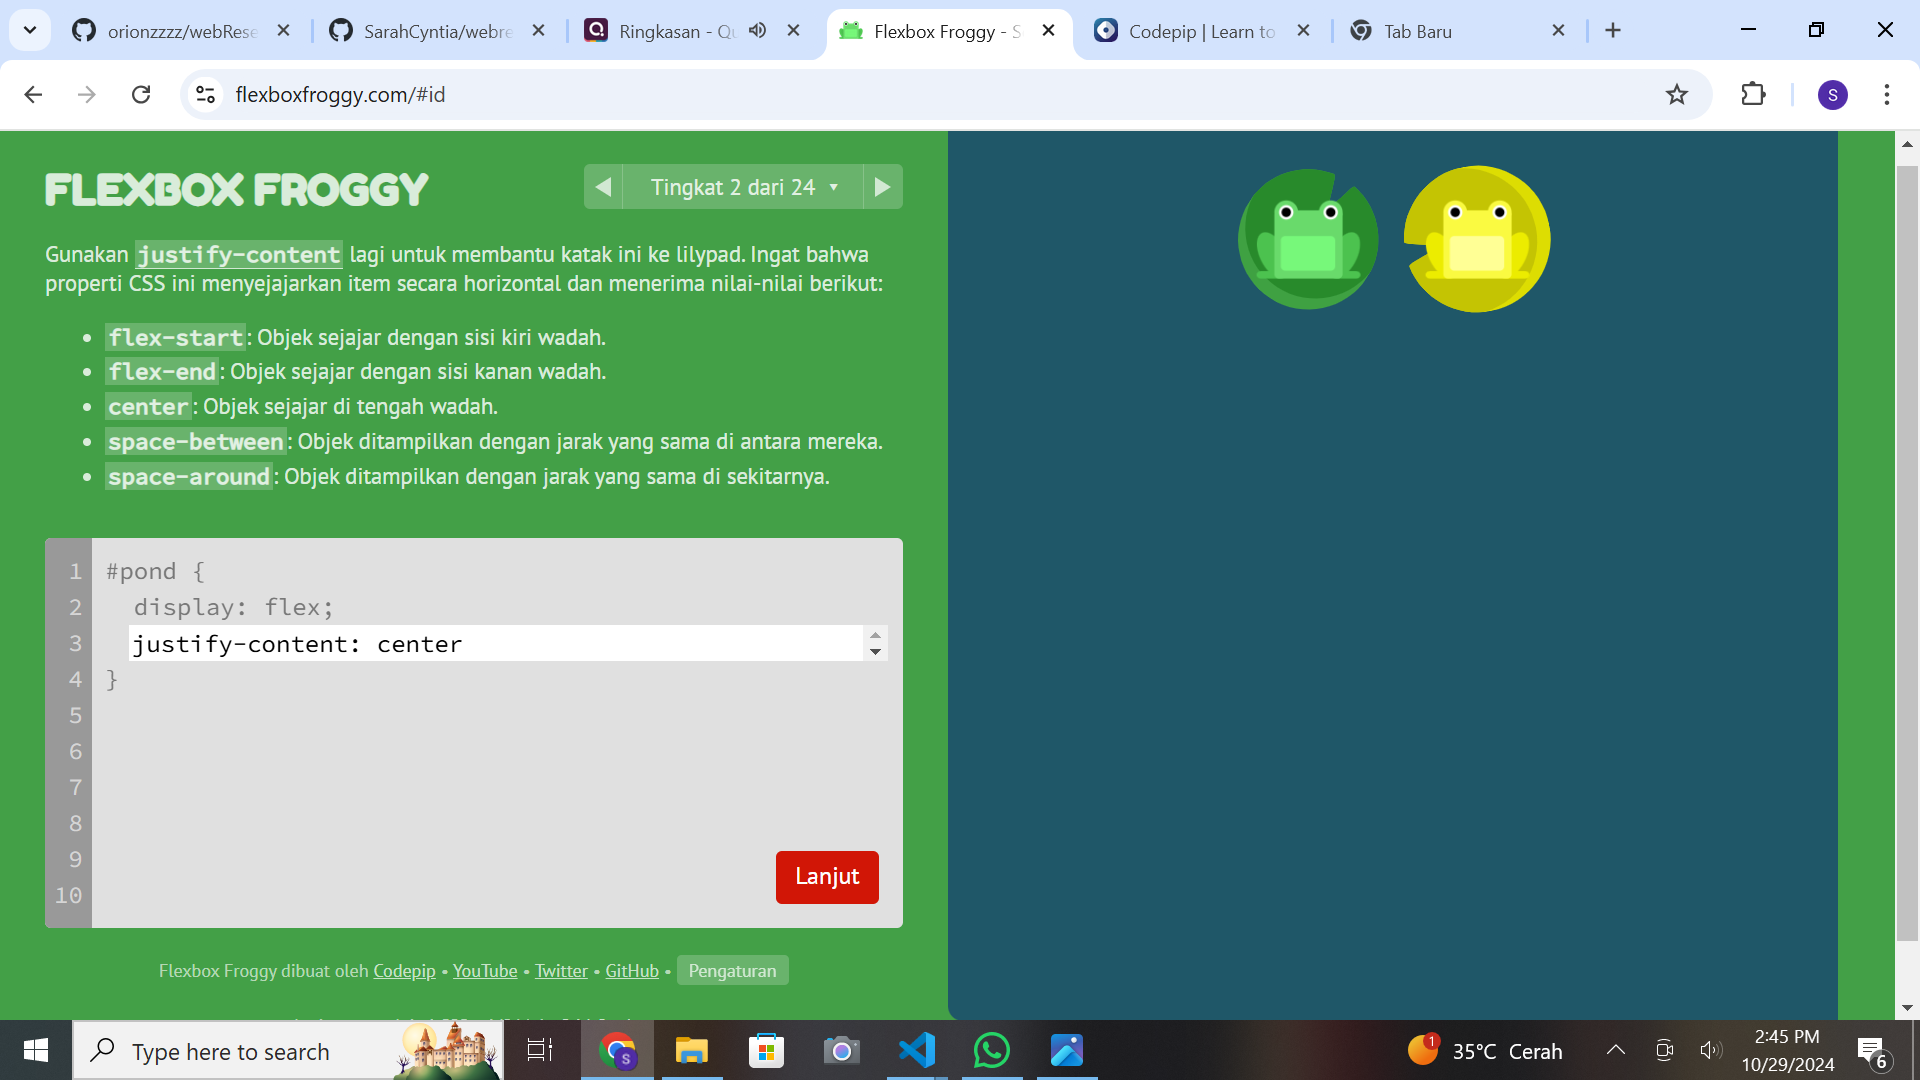 orionzzzz/webRese
SarahCyntia/webre
Ringkasan - Qu
Flexbox Froggy - S
Codepip | Learn to
Tab Baru
flexboxfroggy.com/#id
S
FLEXBOX FROGGY
Tingkat 2 dari 24
Gunakan justify-content lagi untuk membantu katak ini ke lilypad. Ingat bahwa
properti CSS ini menyejajarkan item secara horizontal dan menerima nilai-nilai berikut:
flex-start: Objek sejajar dengan sisi kiri wadah.
flex-end: Objek sejajar dengan sisi kanan wadah.
center: Objek sejajar di tengah wadah.
space-between: Objek ditampilkan dengan jarak yang sama di antara mereka.
space-around: Objek ditampilkan dengan jarak yang sama di sekitarnya.
1 #pond {
2 display: flex;
3 justify-content: center
4 }
5
6
7
8
9
10
Lanjut
Flexbox Froggy dibuat oleh Codepip • YouTube • Twitter • GitHub • Pengaturan
Type here to search
S
1
35°C Cerah
2:45 PM
10/29/2024
6